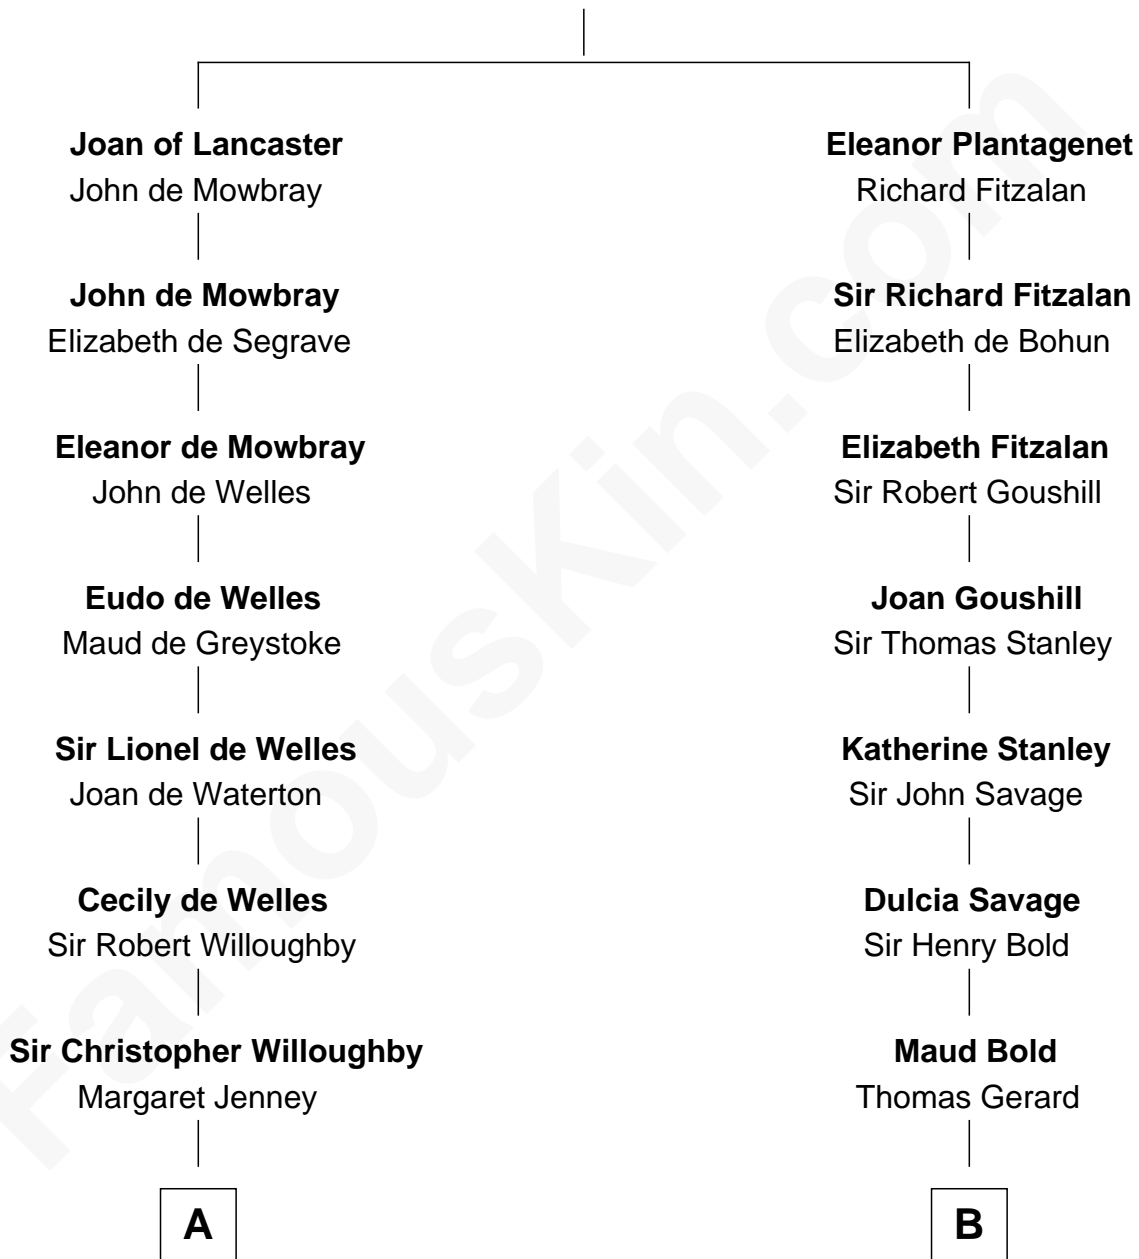 Joan of Lancaster
John de Mowbray
John de Mowbray
Elizabeth de Segrave
Eleanor de Mowbray
John de Welles
Eudo de Welles
Maud de Greystoke
Sir Lionel de Welles
Joan de Waterton
Cecily de Welles
Sir Robert Willoughby
Sir Christopher Willoughby
Margaret Jenney
A
Eleanor Plantagenet
Richard Fitzalan
Sir Richard Fitzalan
Elizabeth de Bohun
Elizabeth Fitzalan
Sir Robert Goushill
Joan Goushill
Sir Thomas Stanley
Katherine Stanley
Sir John Savage
Dulcia Savage
Sir Henry Bold
Maud Bold
Thomas Gerard
B
FamousKin.com